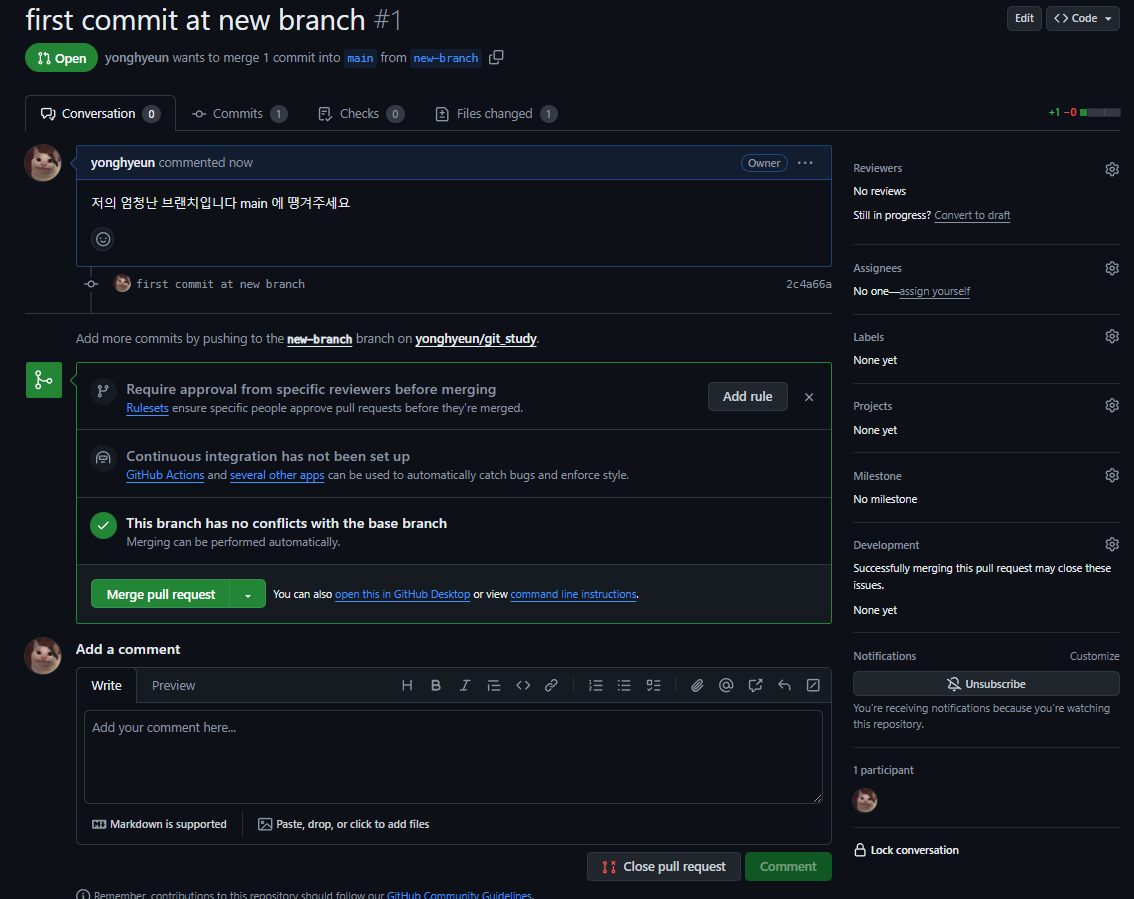 first commit at new branch #1
Edit
Code
Open
yonghyeun wants to merge 1 commit into main from new-branch
Conversation 0
Commits 1
Checks 0
Files changed 1
+1 −0
yonghyeun commented now
Owner
저의 엄청난 브랜치입니다 main 에 땡겨주세요
first commit at new branch
2c4a66a
Add more commits by pushing to the new-branch branch on yonghyeun/git_study.
Require approval from specific reviewers before merging
Rulesets ensure specific people approve pull requests before they're merged.
Add rule
Continuous integration has not been set up
GitHub Actions and several other apps can be used to automatically catch bugs and enforce style.
This branch has no conflicts with the base branch
Merging can be performed automatically.
Merge pull request
You can also open this in GitHub Desktop or view command line instructions.
Add a comment
Write
Preview
Add your comment here...
Markdown is supported
Paste, drop, or click to add files
Close pull request
Comment
Remember, contributions to this repository should follow our GitHub Community Guidelines.
Reviewers
No reviews
Still in progress? Convert to draft
Assignees
No one—assign yourself
Labels
None yet
Projects
None yet
Milestone
No milestone
Development
Successfully merging this pull request may close these
issues.
None yet
Notifications
Customize
Unsubscribe
You're receiving notifications because you're watching
this repository.
1 participant
Lock conversation